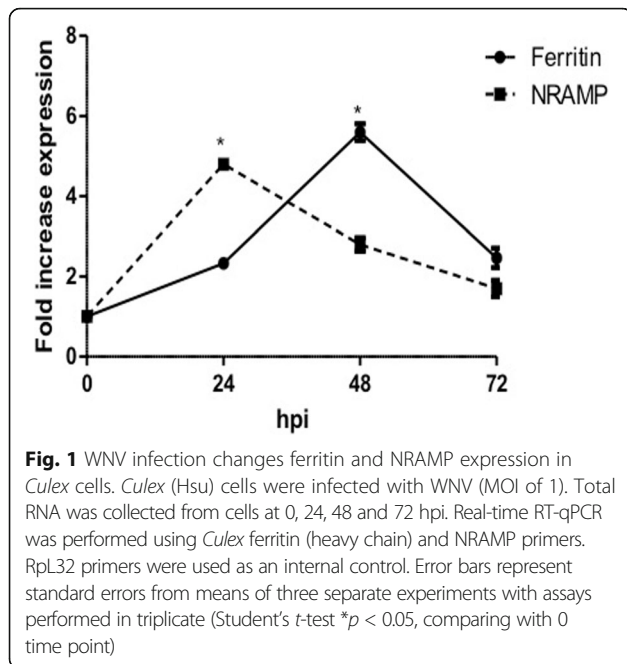 8
6
4
2
0
Fold increase expression
*
*
Ferritin
NRAMP
0 24 48 72
hpi
Fig. 1 WNV infection changes ferritin and NRAMP expression in
Culex cells. Culex (Hsu) cells were infected with WNV (MOI of 1). Total
RNA was collected from cells at 0, 24, 48 and 72 hpi. Real-time RT-qPCR
was performed using Culex ferritin (heavy chain) and NRAMP primers.
RpL32 primers were used as an internal control. Error bars represent
standard errors from means of three separate experiments with assays
performed in triplicate (Student's t-test *p < 0.05, comparing with 0
time point)